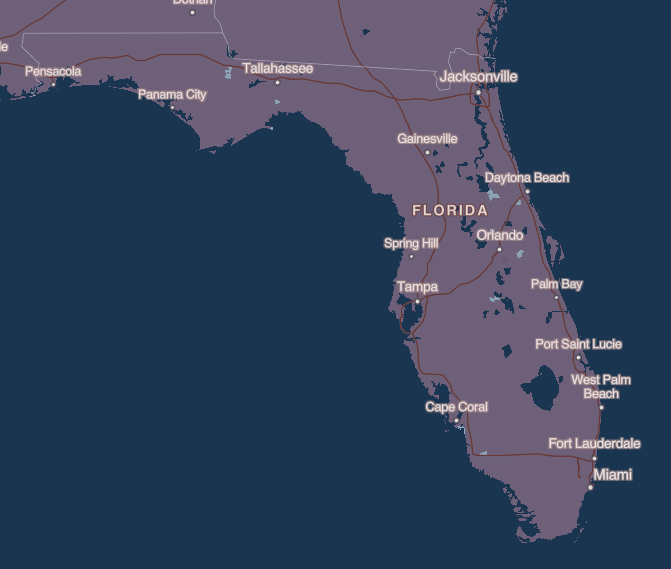 Dothan
Pensacola
Tallahassee
Jacksonville
Panama City
Gainesville
Daytona Beach
FLORIDA
Orlando
Spring Hill
Tampa
Palm Bay
Port Saint Lucie
West Palm
Beach
Cape Coral
Fort Lauderdale
Miami